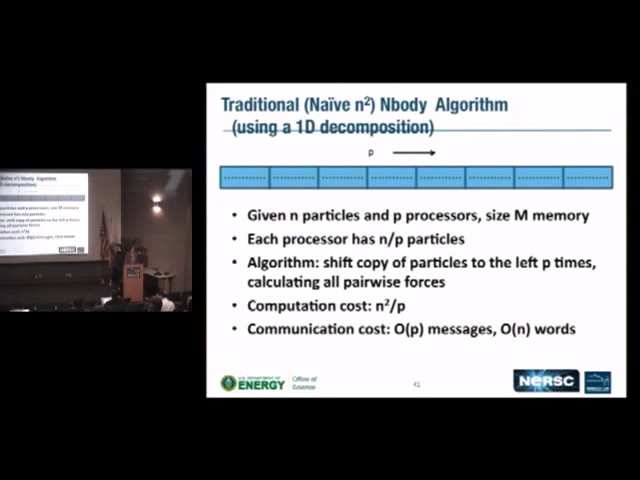 Traditional (Naïve n²) Nbody Algorithm
(using a 1D decomposition)
p
• Given n particles and p processors, size M memory
• Each processor has n/p particles
• Algorithm: shift copy of particles to the left p times,
calculating all pairwise forces
• Computation cost: n²/p
• Communication cost: O(p) messages, O(n) words
U.S. DEPARTMENT OF
ENERGY
Office of
Science
41
NERSC